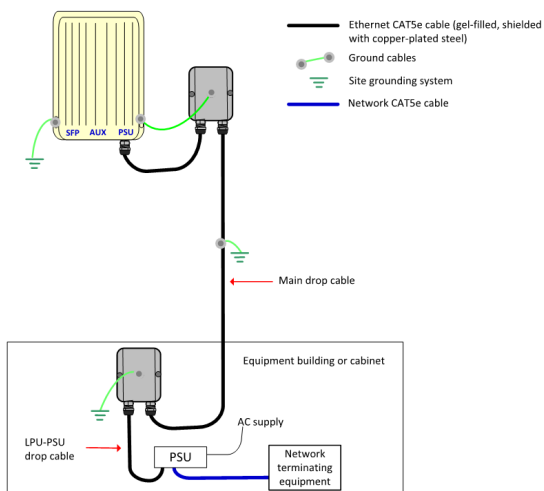 Ethernet CAT5e cable (gel-filled, shielded
with copper-plated steel)
Ground cables
Site grounding system
Network CAT5e cable
SFP AUX PSU
Main drop cable
Equipment building or cabinet
AC supply
LPU-PSU
drop cable
PSU
Network
terminating
equipment